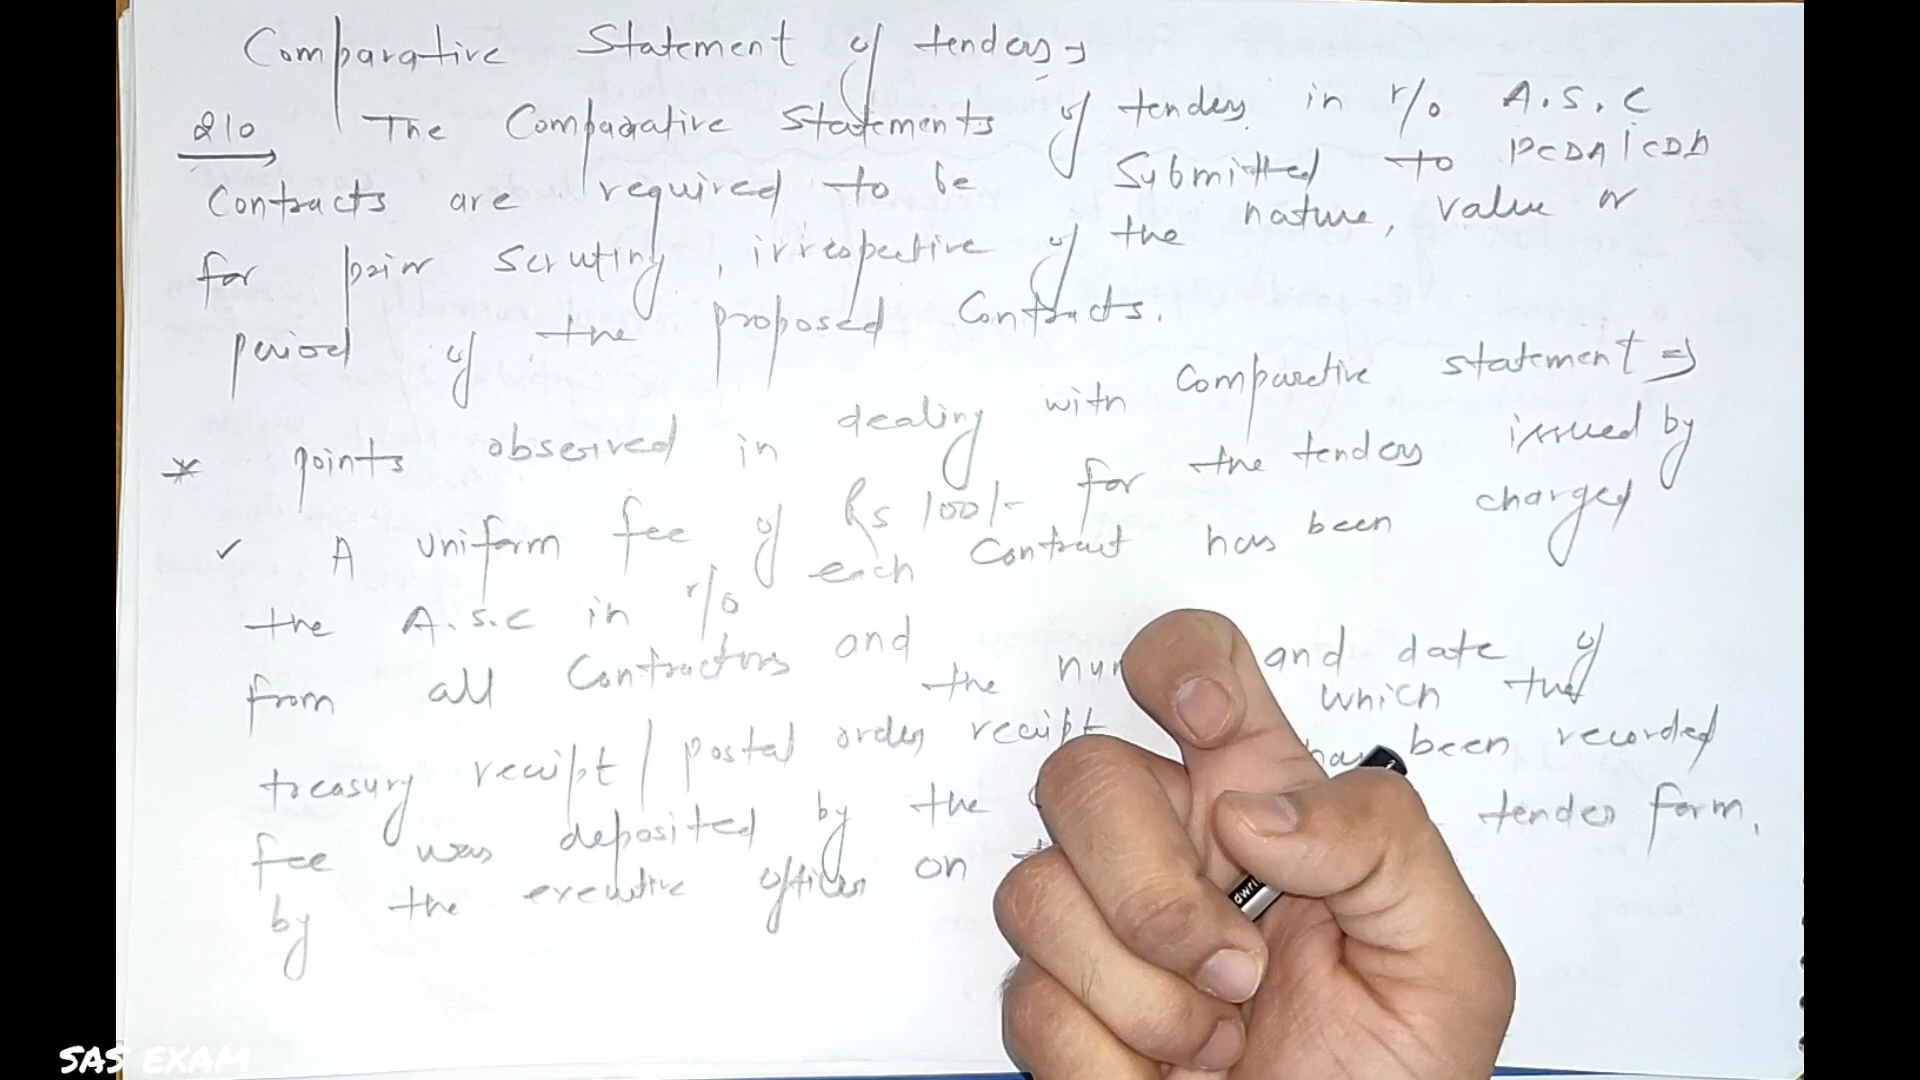 Comparative Statement of tenders →
210 The Comparative Statements of tenders in r/o A.S.C
Contracts are required to be Submitted to PCDA/CDA
for prior scrutiny, irrespective of the nature, value or
period of the proposed Contracts.
* points observed in dealing with Comparative statement ⇒
✓ A uniform fee of Rs 100/- for the tenders issued by
the A.S.C in r/o each Contract has been charged
from all Contractors and the and date of
treasury receipt / postal order receipt which the
fee was deposited by the has been recorded
by the executive officer on tender form.
dwri
SAS EXAM